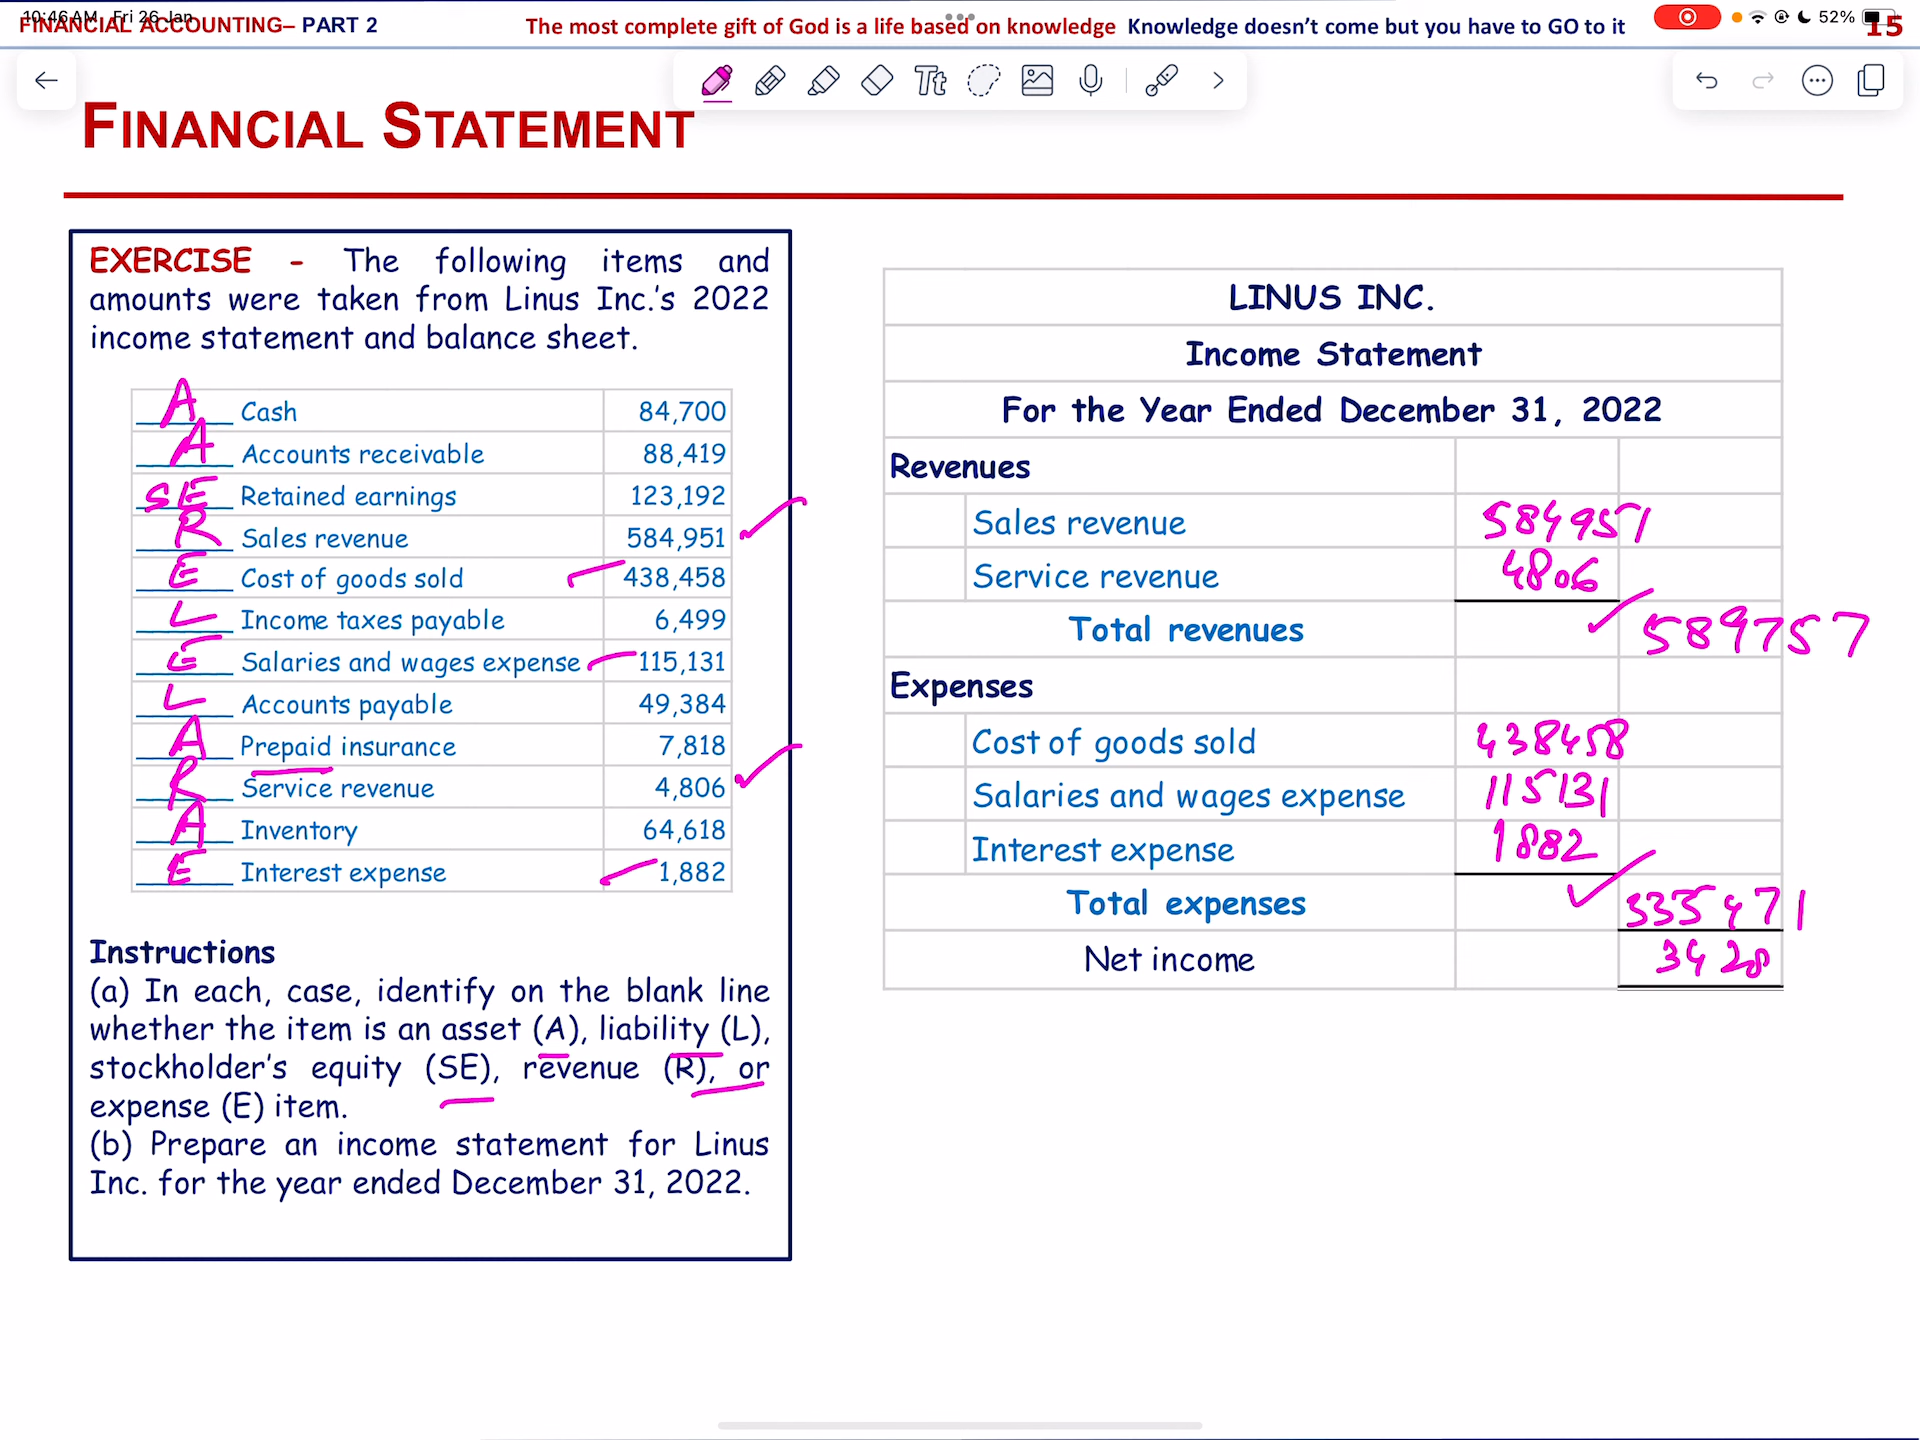 10:46 AM Fri 26 Jan
FINANCIAL ACCOUNTING– PART 2
The most complete gift of God is a life based on knowledge Knowledge doesn’t come but you have to GO to it
52%
15
Tt
FINANCIAL STATEMENT
EXERCISE - The following items and
amounts were taken from Linus Inc.’s 2022
income statement and balance sheet.
A Cash 84,700
A Accounts receivable 88,419
SE Retained earnings 123,192
R Sales revenue 584,951
E Cost of goods sold 438,458
L Income taxes payable 6,499
E Salaries and wages expense 115,131
L Accounts payable 49,384
A Prepaid insurance 7,818
R Service revenue 4,806
A Inventory 64,618
E Interest expense 1,882
Instructions
(a) In each, case, identify on the blank line
whether the item is an asset (A), liability (L),
stockholder’s equity (SE), revenue (R), or
expense (E) item.
(b) Prepare an income statement for Linus
Inc. for the year ended December 31, 2022.
LINUS INC.
Income Statement
For the Year Ended December 31, 2022
Revenues
Sales revenue 584951
Service revenue 4806
Total revenues 589757
Expenses
Cost of goods sold 438458
Salaries and wages expense 115131
Interest expense 1882
Total expenses 335471
Net income 3428